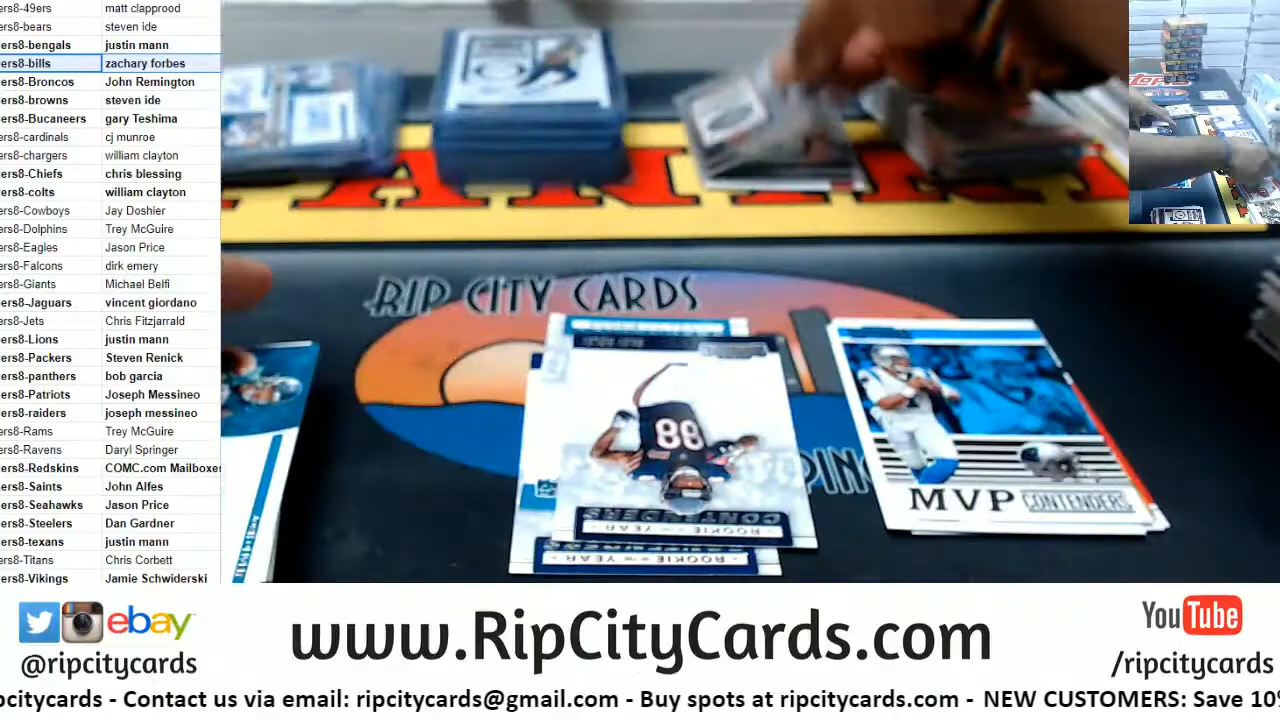 ers8-49ers matt clapprood
ers8-bears steven ide
ers8-bengals justin mann
ers8-bills zachary forbes
ers8-Broncos John Remington
ers8-browns steven ide
ers8-Bucaneers gary Teshima
ers8-cardinals cj munroe
ers8-chargers william clayton
ers8-Chiefs chris blessing
ers8-colts william clayton
ers8-Cowboys Jay Doshier
ers8-Dolphins Trey McGuire
ers8-Eagles Jason Price
ers8-Falcons dirk emery
ers8-Giants Michael Belfi
ers8-Jaguars vincent giordano
ers8-Jets Chris Fitzjarrald
ers8-Lions justin mann
ers8-Packers Steven Renick
ers8-panthers bob garcia
ers8-Patriots Joseph Messineo
ers8-raiders joseph messineo
ers8-Rams Trey McGuire
ers8-Ravens Daryl Springer
ers8-Redskins COMC.com Mailboxes
ers8-Saints John Alfes
ers8-Seahawks Jason Price
ers8-Steelers Dan Gardner
ers8-texans justin mann
ers8-Titans Chris Corbett
ers8-Vikings Jamie Schwiderski
RIP CITY CARDS
88
CONTENDERS
ROOKIE OF THE YEAR
ROOKIE OF THE YEAR
MVP CONTENDERS
ebay
@ripcitycards
www.RipCityCards.com
YouTube
/ripcitycards
pcitycards - Contact us via email: ripcitycards@gmail.com - Buy spots at ripcitycards.com - NEW CUSTOMERS: Save 10